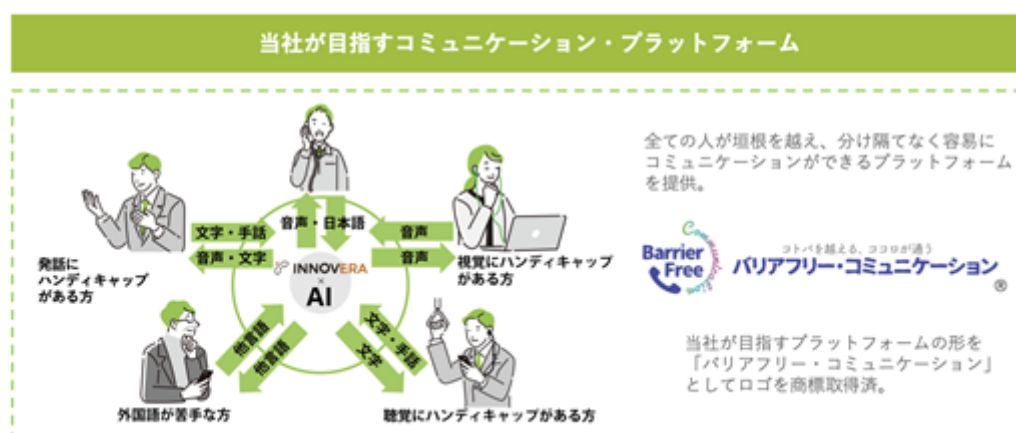 当社が目指すコミュニケーション・プラットフォーム
音声・日本語
文字・手話
音声・文字
音声
音声
発話に
ハンディキャップ
がある方
視覚にハンディキャップ
がある方
INNOVERA
×
AI
他言語
他言語
文字・手話
文字
外国語が苦手な方
聴覚にハンディキャップがある方
全ての人が垣根を越え、分け隔てなく容易に
コミュニケーションができるプラットフォーム
を提供。
Barrier
Free
Communication
コトバを越える、ココロが通う
バリアフリー・コミュニケーション
®
当社が目指すプラットフォームの形を
「バリアフリー・コミュニケーション」
としてロゴを商標取得済。